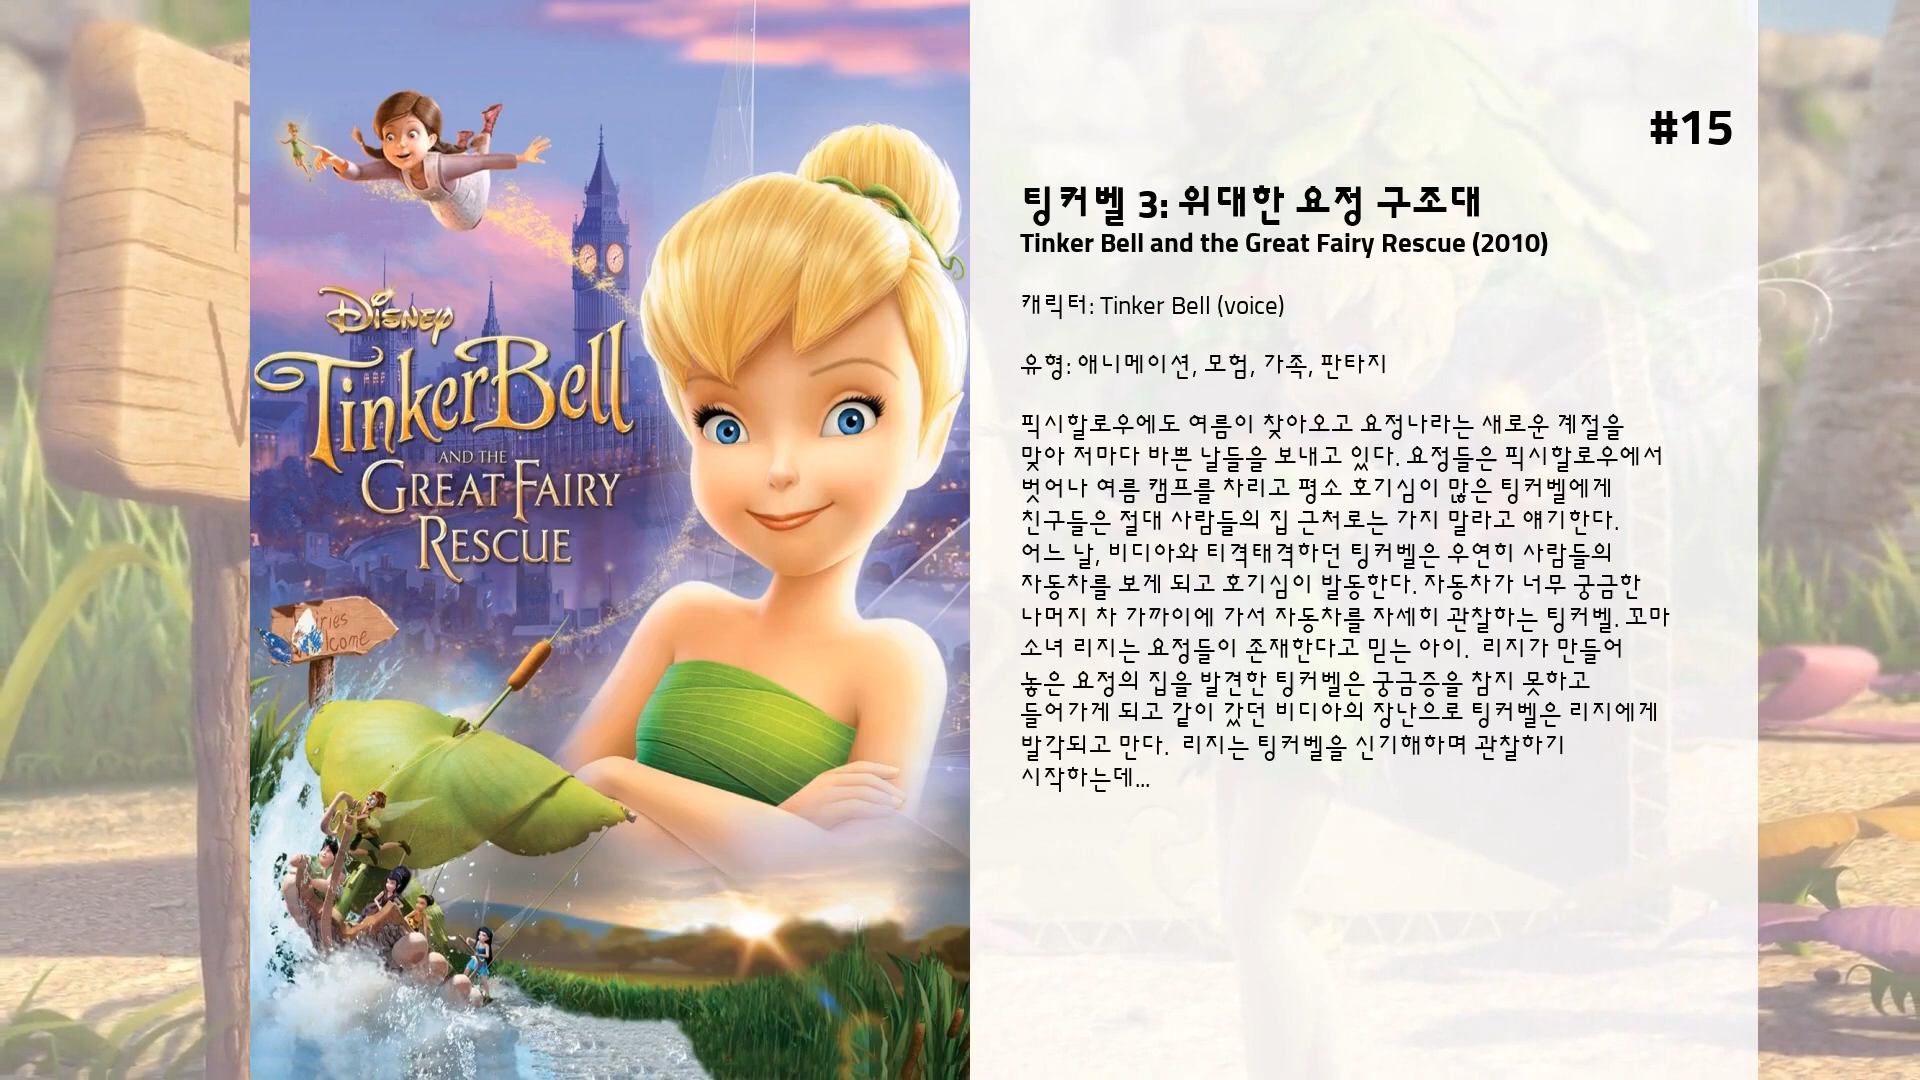 DISNEY
TinkerBell
AND THE
GREAT FAIRY
RESCUE
#15
팅커벨 3: 위대한 요정 구조대
Tinker Bell and the Great Fairy Rescue (2010)
캐릭터: Tinker Bell (voice)
유형: 애니메이션, 모험, 가족, 판타지
픽시할로우에도 여름이 찾아오고 요정나라는 새로운 계절을
맞아 저마다 바쁜 날들을 보내고 있다. 요정들은 픽시할로우에서
벗어나 여름 캠프를 차리고 평소 호기심이 많은 팅커벨에게
친구들은 절대 사람들의 집 근처로는 가지 말라고 얘기한다.
어느 날, 비디아와 티격태격하던 팅커벨은 우연히 사람들의
자동차를 보게 되고 호기심이 발동한다. 자동차가 너무 궁금한
나머지 차 가까이에 가서 자동차를 자세히 관찰하는 팅커벨. 꼬마
소녀 리지는 요정들이 존재한다고 믿는 아이.  리지가 만들어
놓은 요정의 집을 발견한 팅커벨은 궁금증을 참지 못하고
들어가게 되고 같이 갔던 비디아의 장난으로 팅커벨은 리지에게
발각되고 만다.  리지는 팅커벨을 신기해하며 관찰하기
시작하는데...